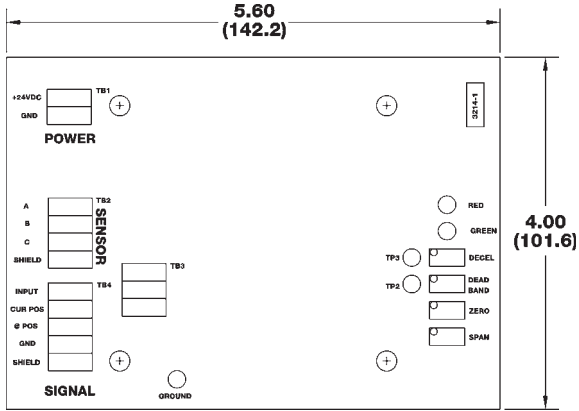 5.60
(142.2)
+24VDC
TB1
GND
POWER
3214-1
A
TB2
B
C
SHIELD
SENSOR
RED
GREEN
4.00
(101.6)
TP3
DECEL
TP2
DEAD
BAND
ZERO
SPAN
TB3
INPUT
TB4
CUR POS
@ POS
GND
SHIELD
SIGNAL
GROUND